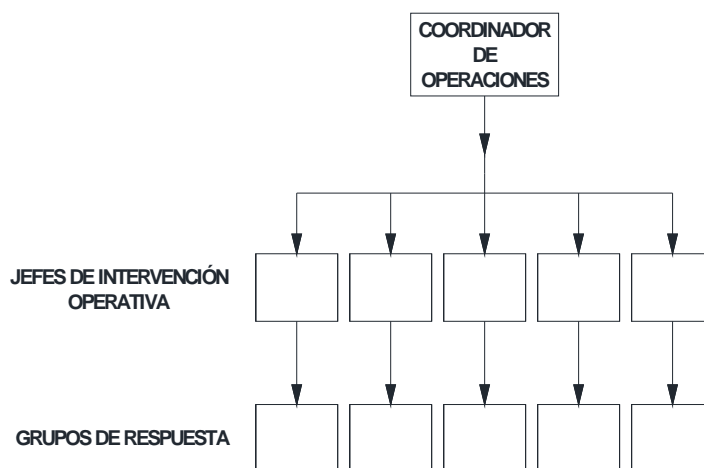 COORDINADOR
DE
OPERACIONES
JEFES DE INTERVENCIÓN
OPERATIVA
GRUPOS DE RESPUESTA